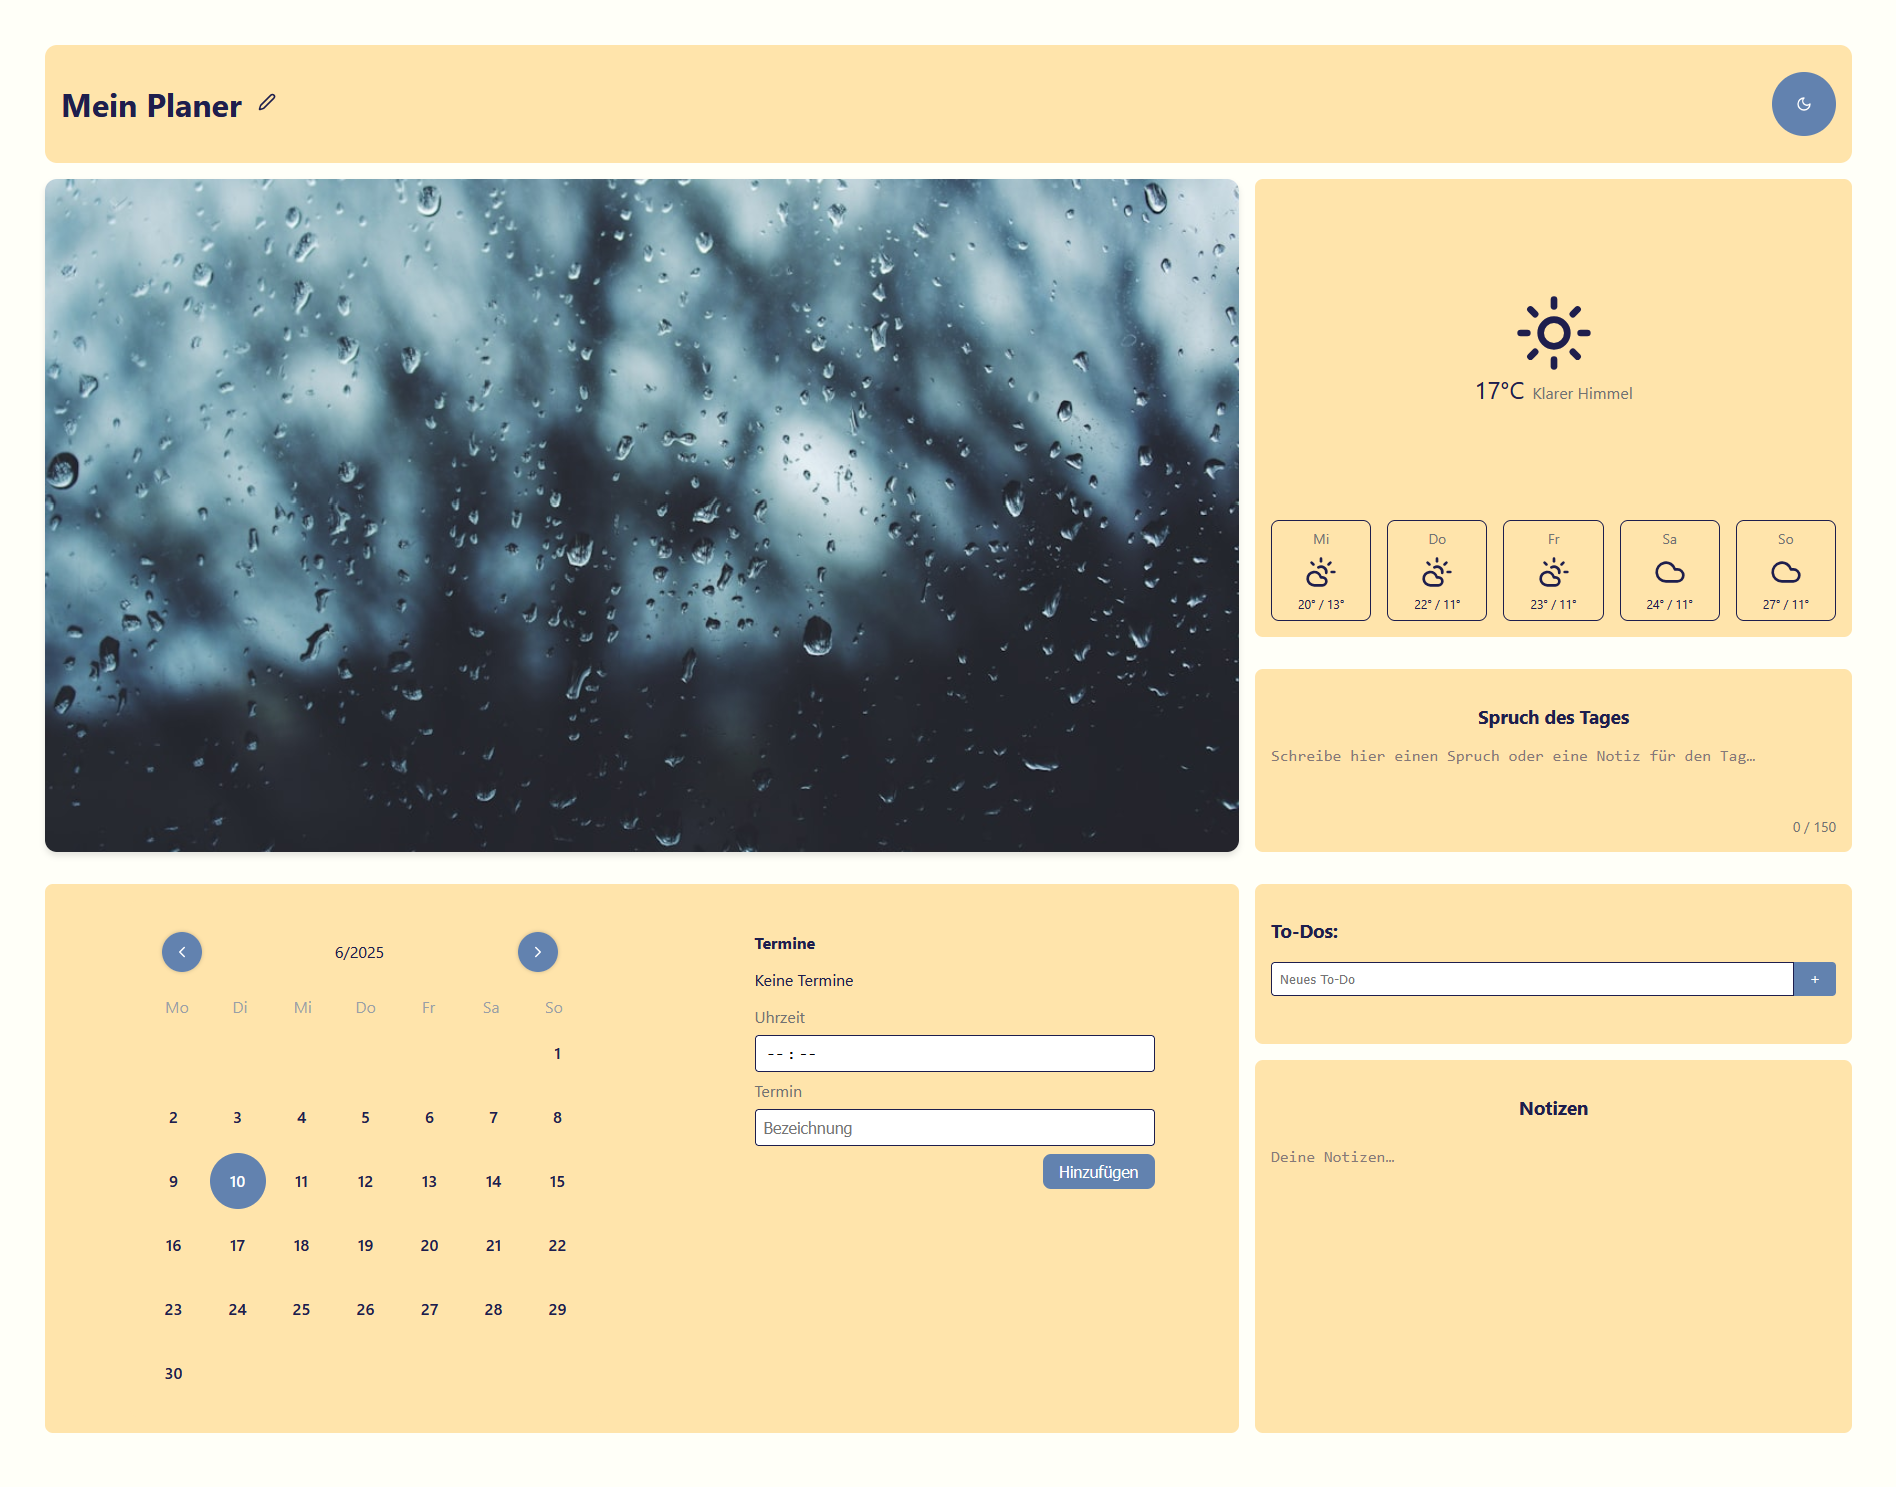 Mein Planer
17°C Klarer Himmel
Mi Do Fr Sa So
20° / 13° 22° / 11° 23° / 11° 24° / 11° 27° / 11°
Spruch des Tages
Schreibe hier einen Spruch oder eine Notiz für den Tag…
0 / 150
6/2025
Mo Di Mi Do Fr Sa So
1
2 3 4 5 6 7 8
9 10 11 12 13 14 15
16 17 18 19 20 21 22
23 24 25 26 27 28 29
30
Termine
Keine Termine
Uhrzeit
-- : --
Termin
Bezeichnung
Hinzufügen
To-Dos:
Neues To-Do +
Notizen
Deine Notizen…